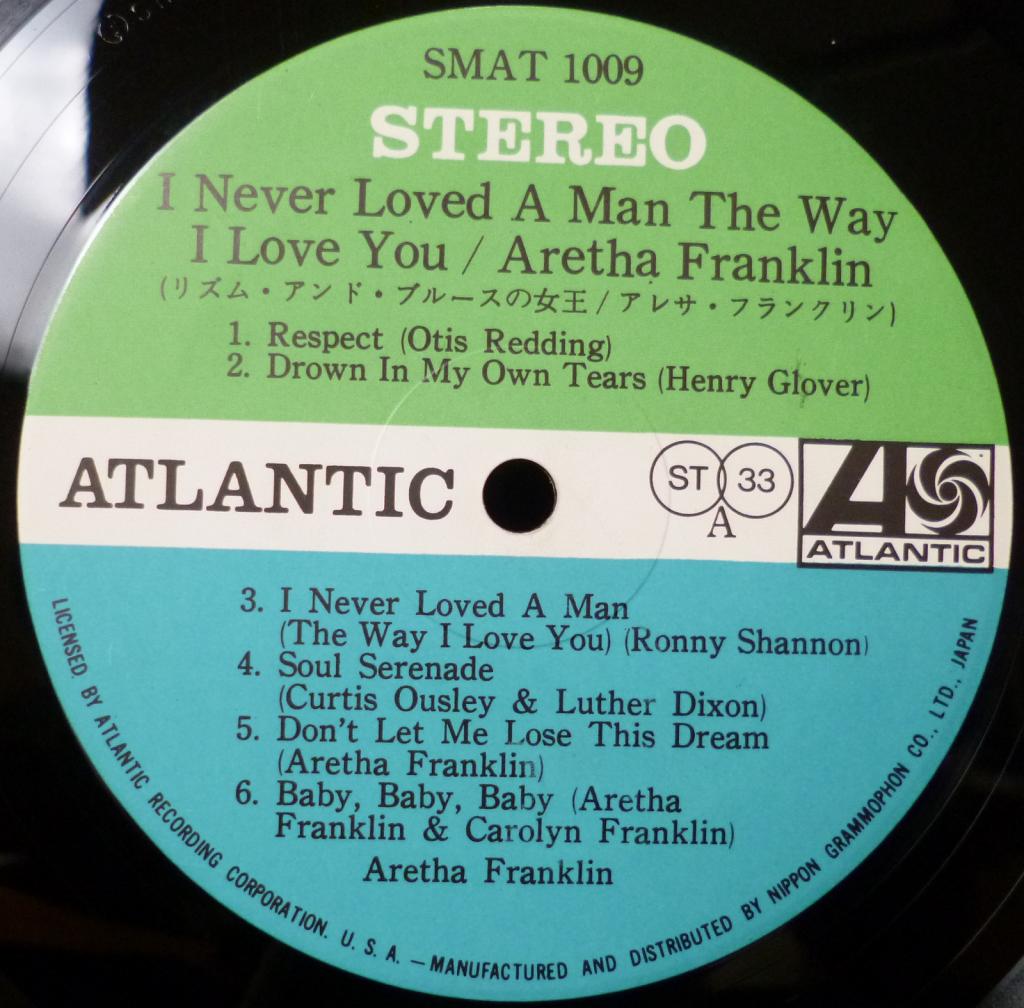 SMAT 1009
STEREO
I Never Loved A Man The Way
I Love You / Aretha Franklin
(リズム・アンド・ブルースの女王/アレサ・フランクリン)
1. Respect (Otis Redding)
2. Drown In My Own Tears (Henry Glover)
ATLANTIC
ST 33
A
A
ATLANTIC
3. I Never Loved A Man
(The Way I Love You) (Ronny Shannon)
4. Soul Serenade
(Curtis Ousley & Luther Dixon)
5. Don't Let Me Lose This Dream
(Aretha Franklin)
6. Baby, Baby, Baby (Aretha
Franklin & Carolyn Franklin)
Aretha Franklin
LICENSED BY ATLANTIC RECORDING CORPORATION. U. S. A. — MANUFACTURED AND DISTRIBUTED BY NIPPON GRAMMOPHON CO., LTD., JAPAN